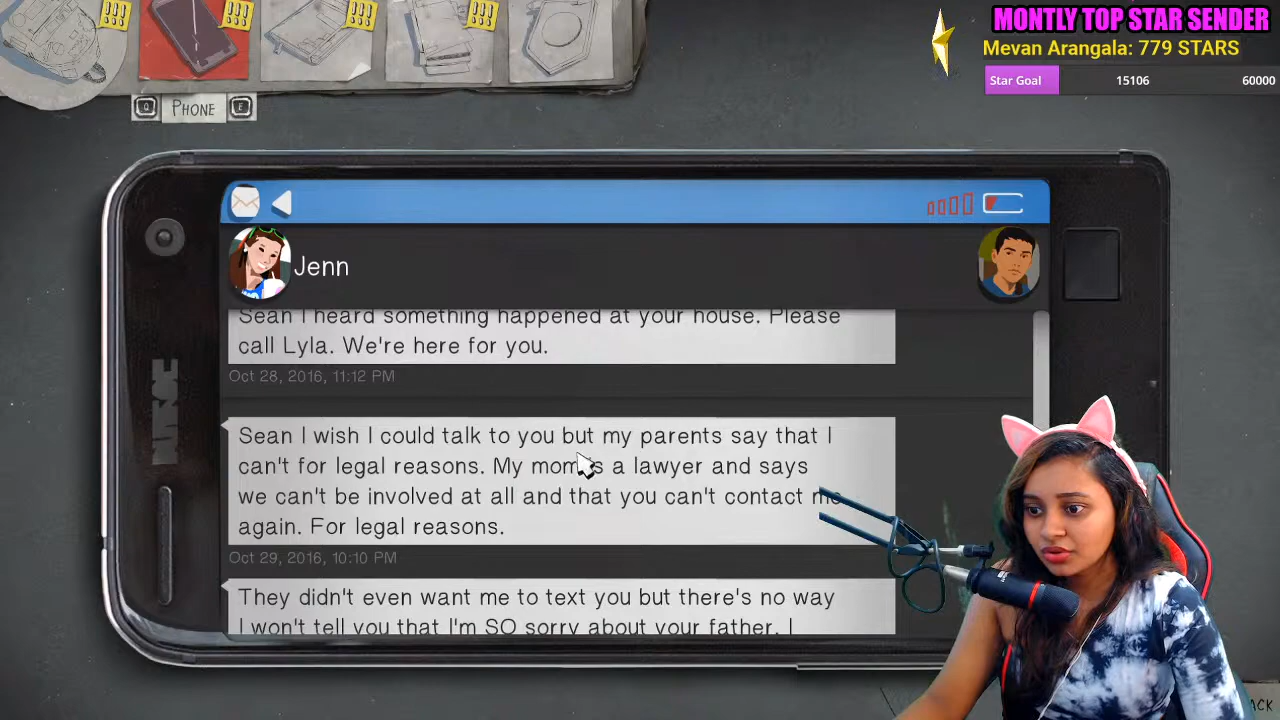 MONTLY TOP STAR SENDER
Mevan Arangala: 779 STARS
Star Goal 15106 60000
Q PHONE E
Jenn
Sean I heard something happened at your house. Please
call Lyla. We're here for you.
Oct 28, 2016, 11:12 PM
Sean I wish I could talk to you but my parents say that I
can't for legal reasons. My mom is a lawyer and says
we can't be involved at all and that you can't contact me
again. For legal reasons.
Oct 29, 2016, 10:10 PM
They didn't even want me to text you but there's no way
I won't tell you that I'm SO sorry about your father. I